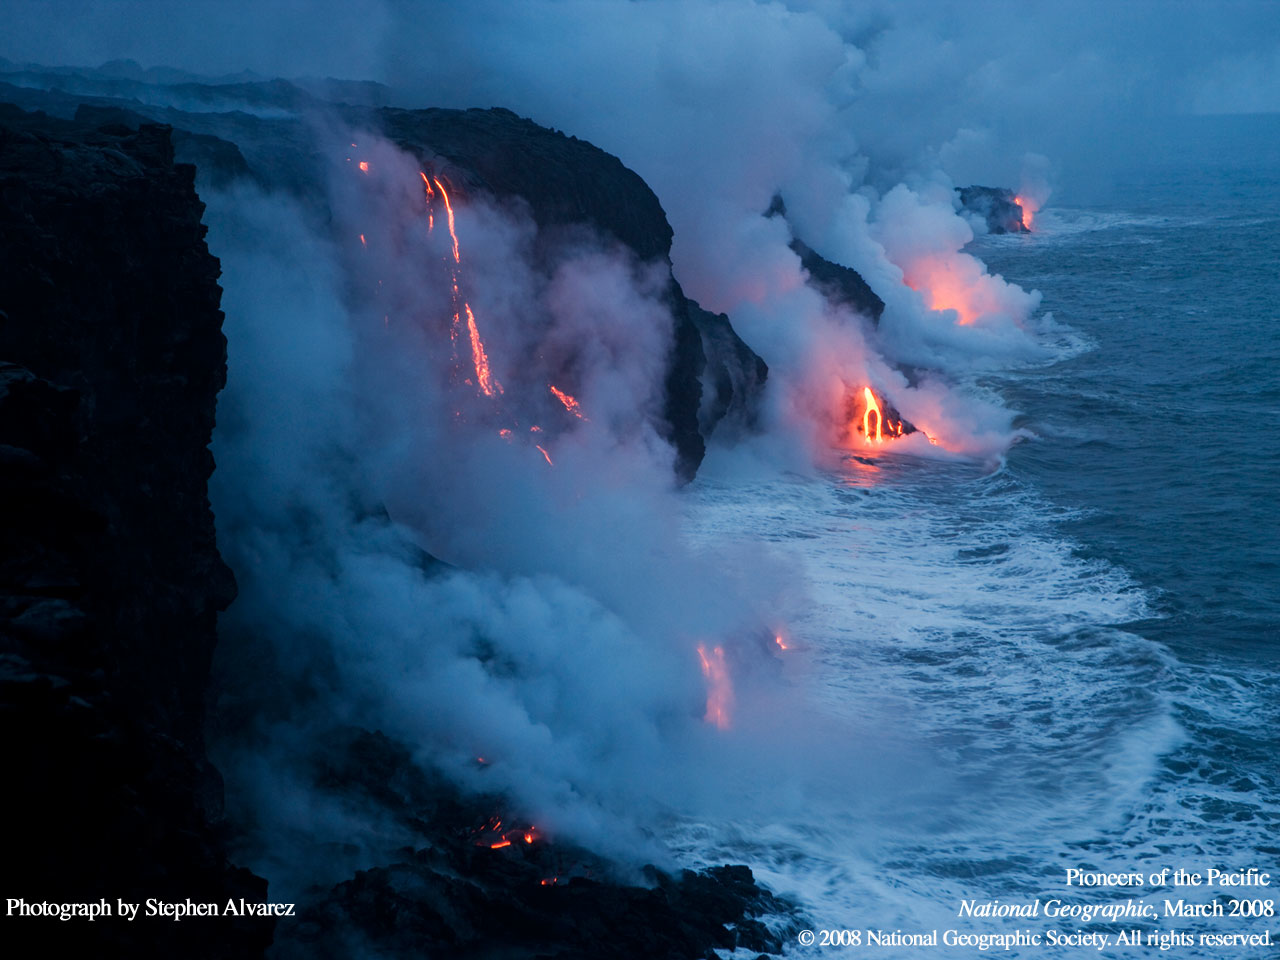 Photograph by Stephen Alvarez
Pioneers of the Pacific
National Geographic, March 2008
© 2008 National Geographic Society. All rights reserved.